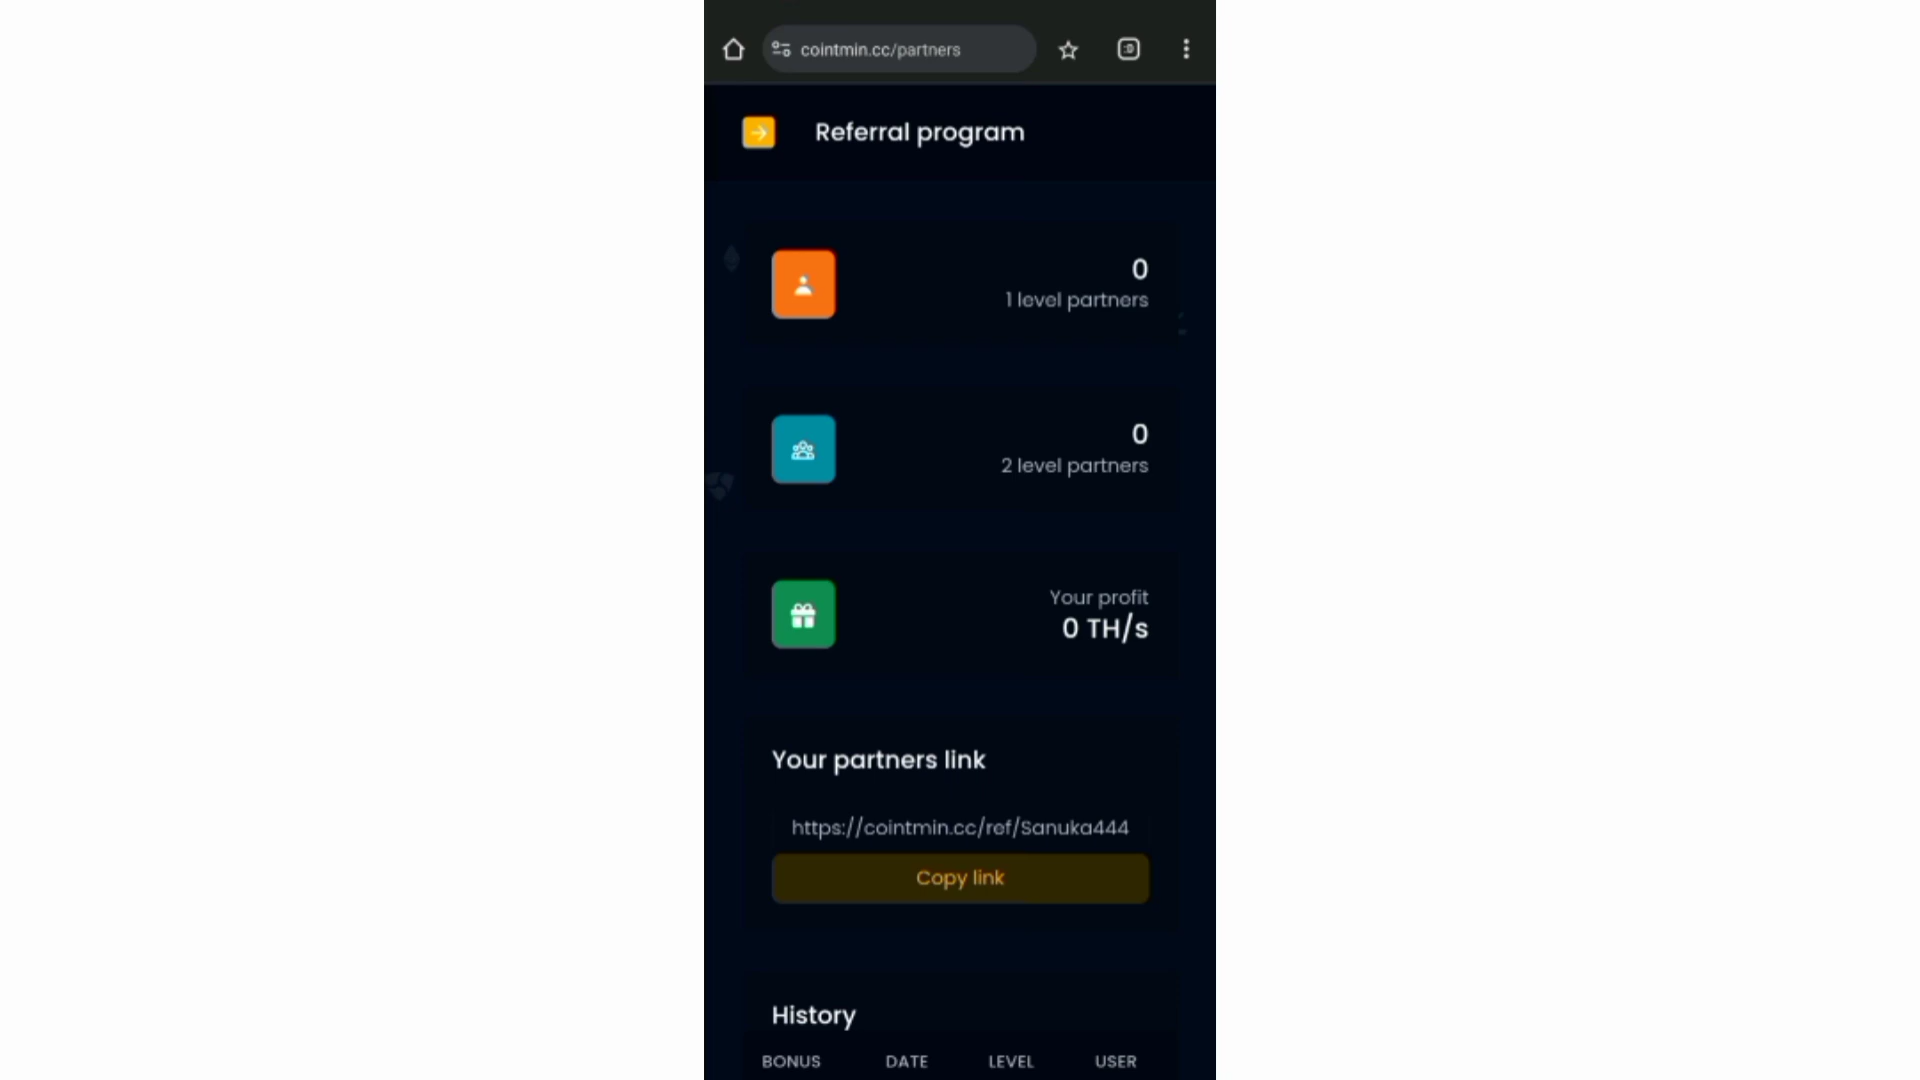 cointmin.cc/partners
:D
Referral program
0
1 level partners
0
2 level partners
Your profit
0 TH/s
Your partners link
https://cointmin.cc/ref/Sanuka444
Copy link
History
BONUS DATE LEVEL USER